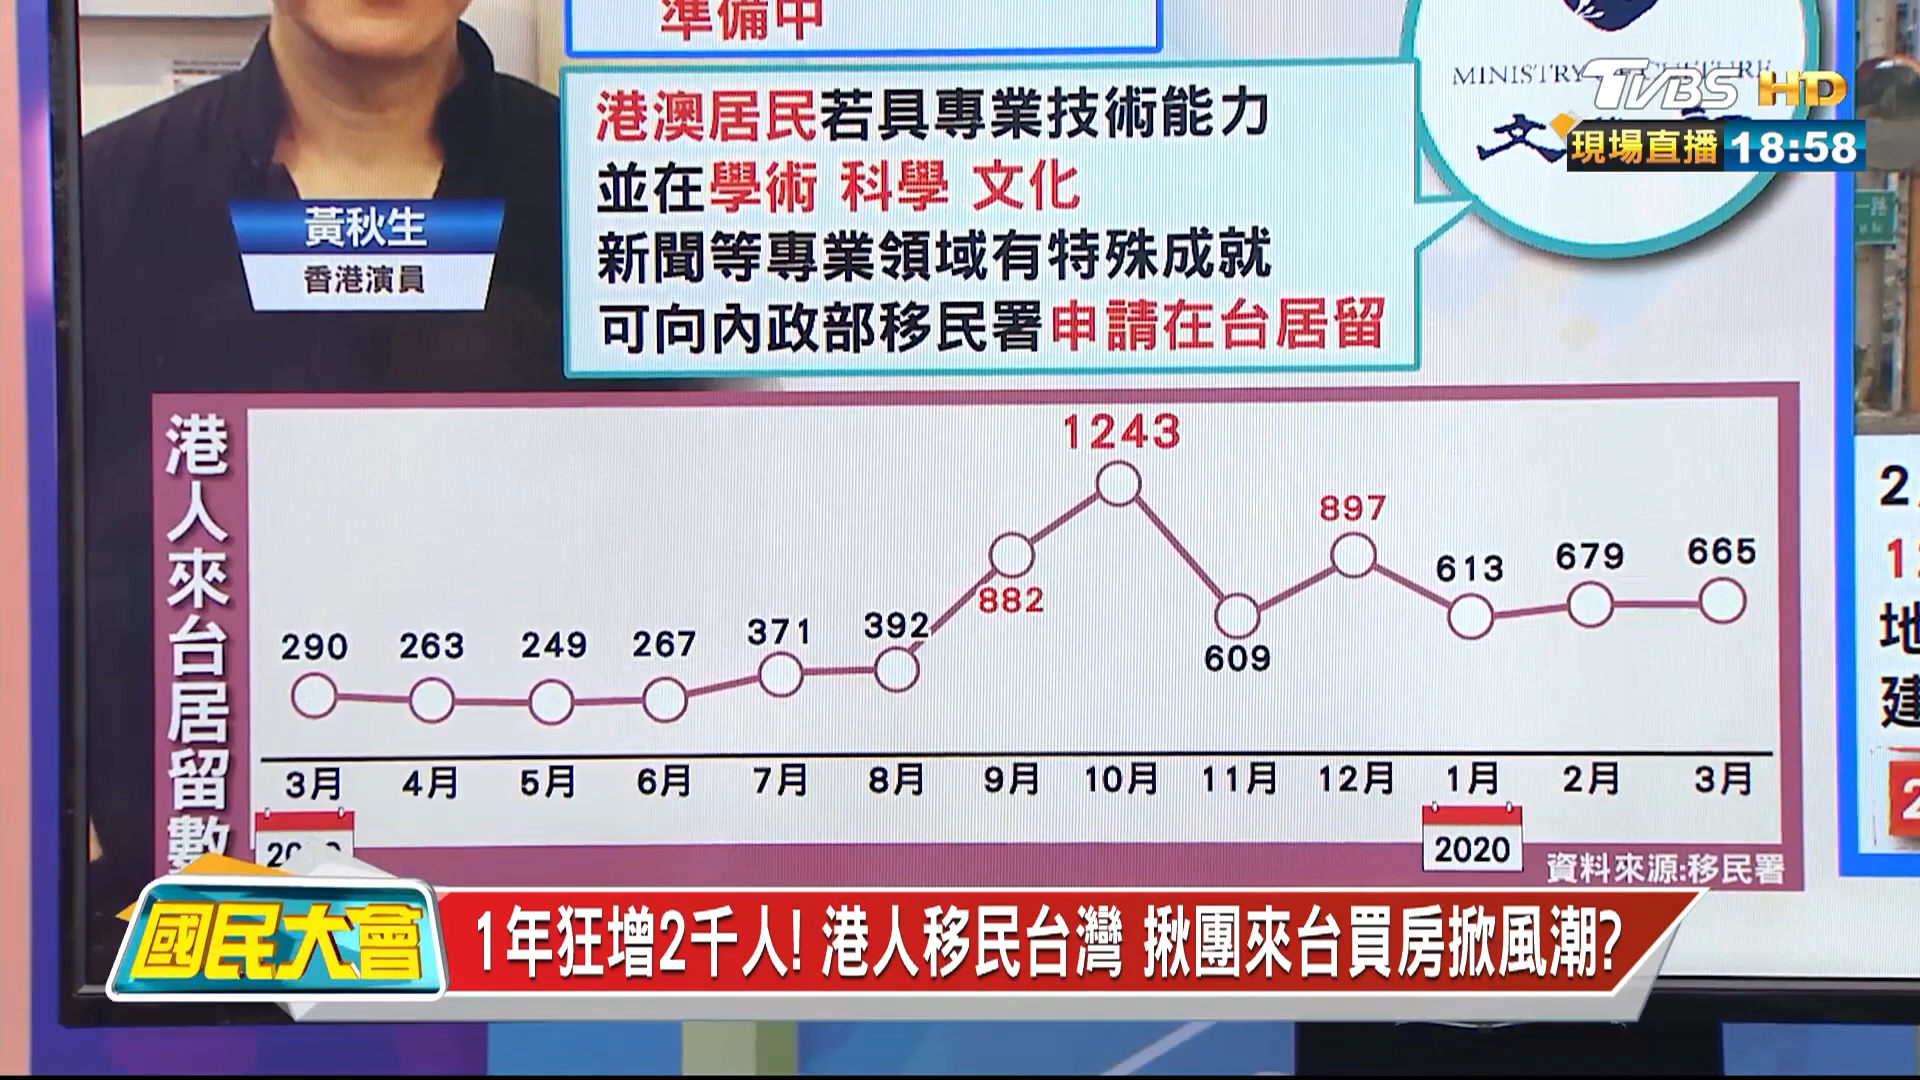 準備中
MINISTRY
TVBS HD
現場直播 18:58
港澳居民若具專業技術能力
並在學術 科學 文化
新聞等專業領域有特殊成就
可向內政部移民署申請在台居留
黃秋生
香港演員
港人來台居留數
1243
897
882
290 263 249 267 371 392
609
613 679 665
3月 4月 5月 6月 7月 8月 9月 10月 11月 12月 1月 2月 3月
2020
資料來源:移民署
國民大會
1年狂增2千人! 港人移民台灣 揪團來台買房掀風潮?